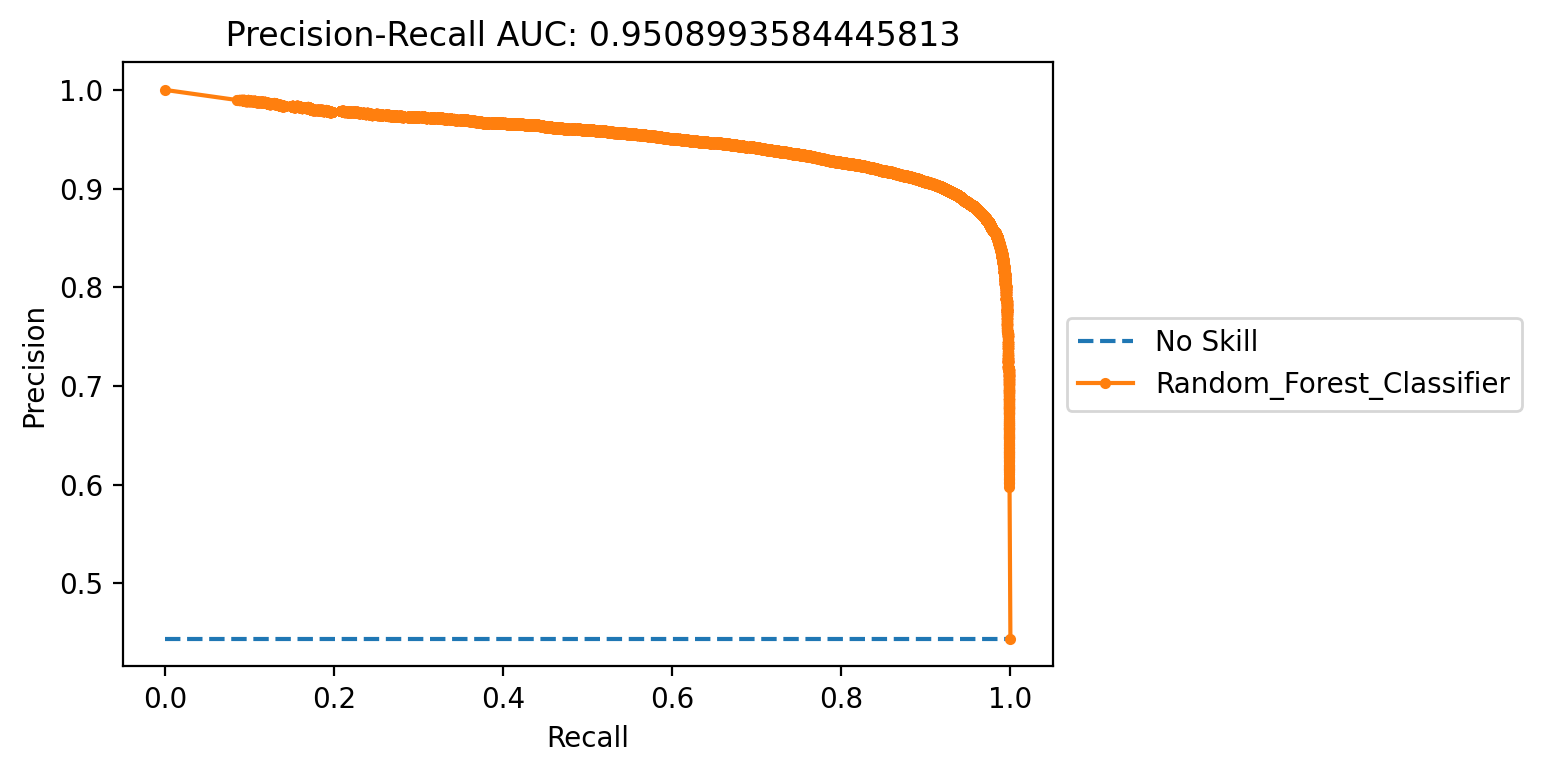 Precision-Recall AUC: 0.9508993584445813
1.0
0.9
0.8
0.7
0.6
0.5
Precision
0.0 0.2 0.4 0.6 0.8 1.0
Recall
No Skill
Random_Forest_Classifier